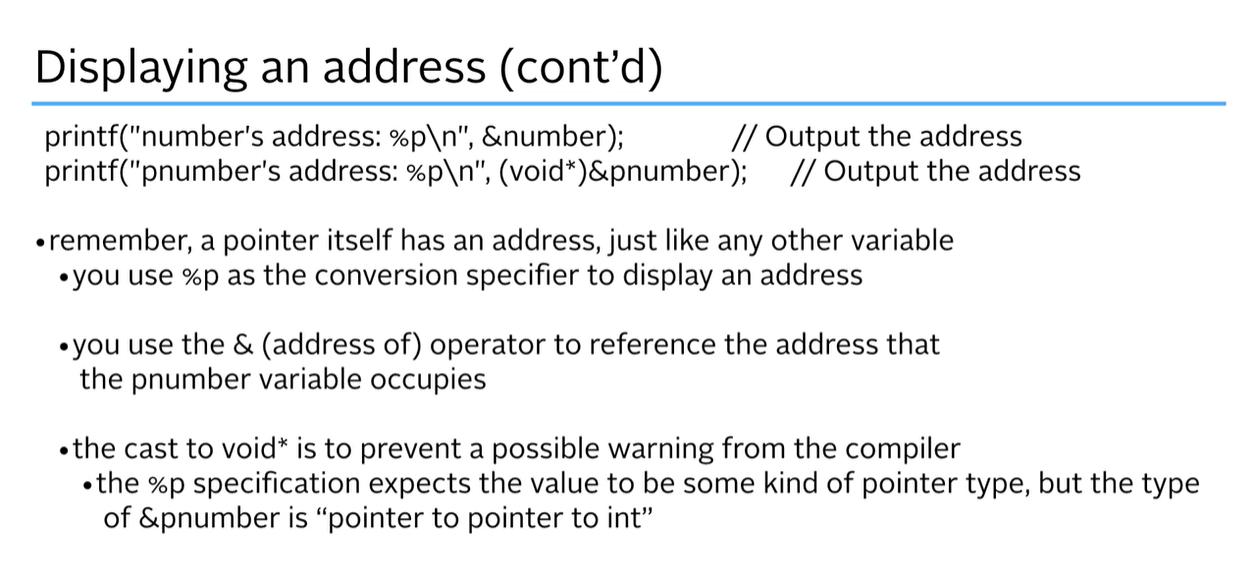 Displaying an address (cont’d)
printf("number's address: %p\n", &number); // Output the address
printf("pnumber's address: %p\n", (void*)&pnumber); // Output the address
•remember, a pointer itself has an address, just like any other variable
•you use %p as the conversion specifier to display an address
•you use the & (address of) operator to reference the address that
the pnumber variable occupies
•the cast to void* is to prevent a possible warning from the compiler
•the %p specification expects the value to be some kind of pointer type, but the type
of &pnumber is “pointer to pointer to int”